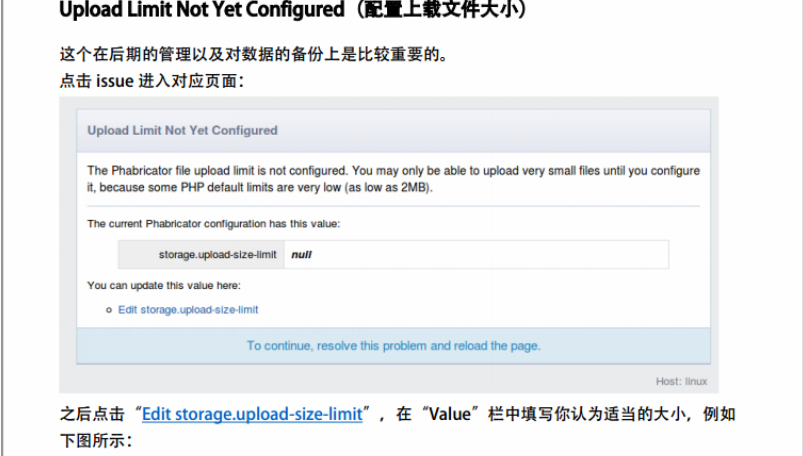 Upload Limit Not Yet Configured（配置上载文件大小）
这个在后期的管理以及对数据的备份上是比较重要的。
点击 issue 进入对应页面：
Upload Limit Not Yet Configured
The Phabricator file upload limit is not configured. You may only be able to upload very small files until you configure
it, because some PHP default limits are very low (as low as 2MB).
The current Phabricator configuration has this value:
storage.upload-size-limit null
You can update this value here:
Edit storage.upload-size-limit
To continue, resolve this problem and reload the page.
Host: linux
之后点击“Edit storage.upload-size-limit”，在“Value”栏中填写你认为适当的大小，例如
下图所示：